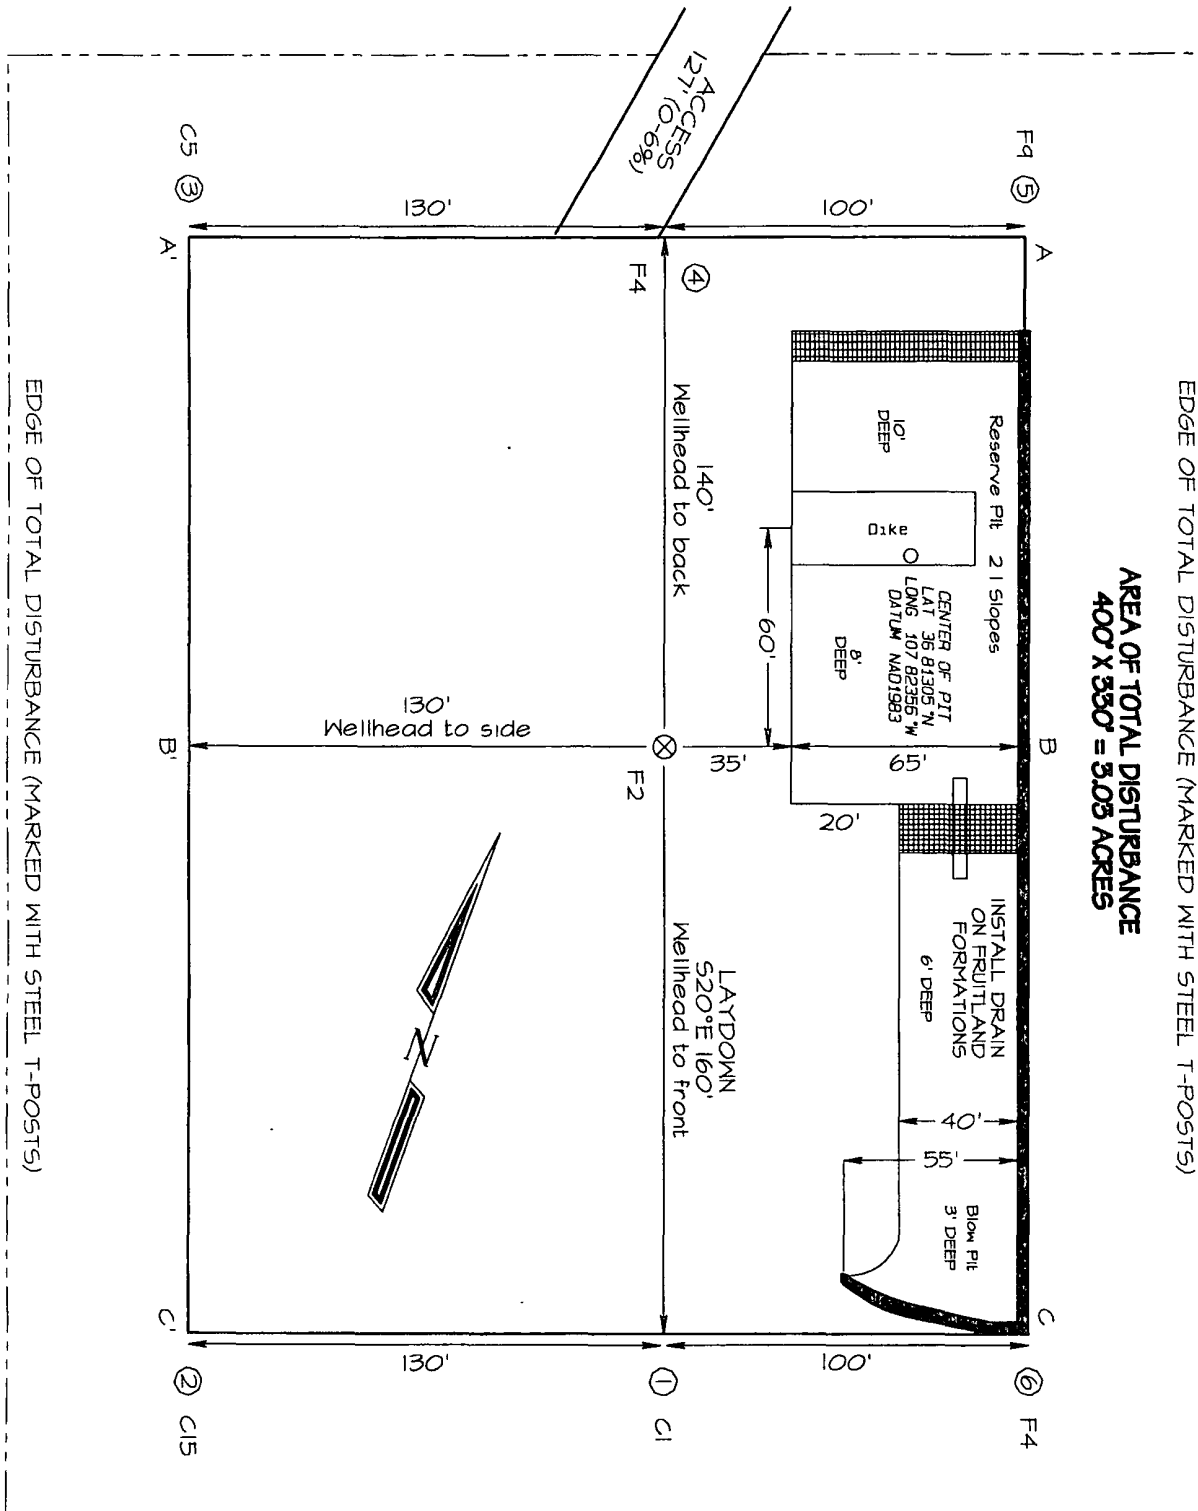 EDGE OF TOTAL DISTURBANCE (MARKED WITH STEEL T-POSTS)
AREA OF TOTAL DISTURBANCE
400' X 330' = 3.03 ACRES
ACCESS
127' (0-6%)
F9 5
A
B
C
6 F4
100'
100'
Reserve Pit 2 1 Slopes
10'
DEEP
Dike
CENTER OF PIT
LAT 36 81305 °N
LONG 107 82356 °W
DATUM NAD1983
8'
DEEP
60'
65'
35'
20'
INSTALL DRAIN
ON FRUITLAND
FORMATIONS
6' DEEP
40'
55'
Blow Pit
3' DEEP
4
F4
140'
Wellhead to back
F2
LAYDOWN
S20°E 160'
Wellhead to front
1 C1
130'
130'
Wellhead to side
130'
N
C5 3
A'
B'
C'
2 C15
EDGE OF TOTAL DISTURBANCE (MARKED WITH STEEL T-POSTS)